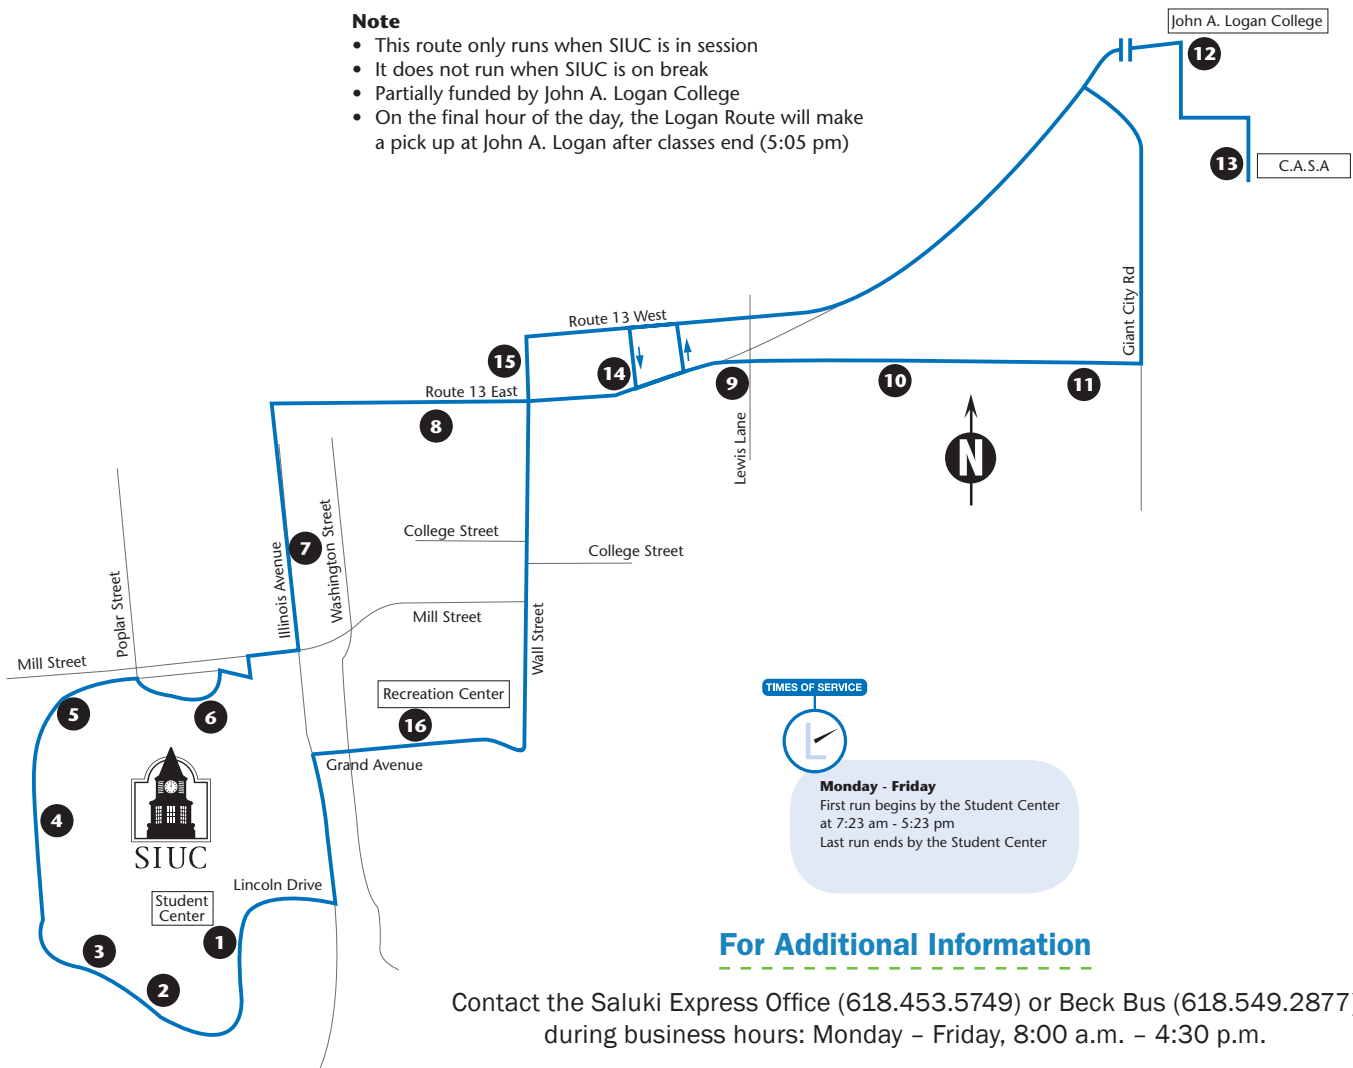 Note
• This route only runs when SIUC is in session
• It does not run when SIUC is on break
• Partially funded by John A. Logan College
• On the final hour of the day, the Logan Route will make
a pick up at John A. Logan after classes end (5:05 pm)
John A. Logan College
12
13
C.A.S.A
Giant City Rd
Route 13 West
15
14
9
10
11
Route 13 East
8
Lewis Lane
N
College Street
College Street
7
Illinois Avenue
Washington Street
Poplar Street
Mill Street
Wall Street
Mill Street
Recreation Center
16
Grand Avenue
5
6
4
SIUC
Lincoln Drive
Student
Center
1
3
2
TIMES OF SERVICE
Monday - Friday
First run begins by the Student Center
at 7:23 am - 5:23 pm
Last run ends by the Student Center
For Additional Information
Contact the Saluki Express Office (618.453.5749) or Beck Bus (618.549.2877)
during business hours: Monday – Friday, 8:00 a.m. – 4:30 p.m.